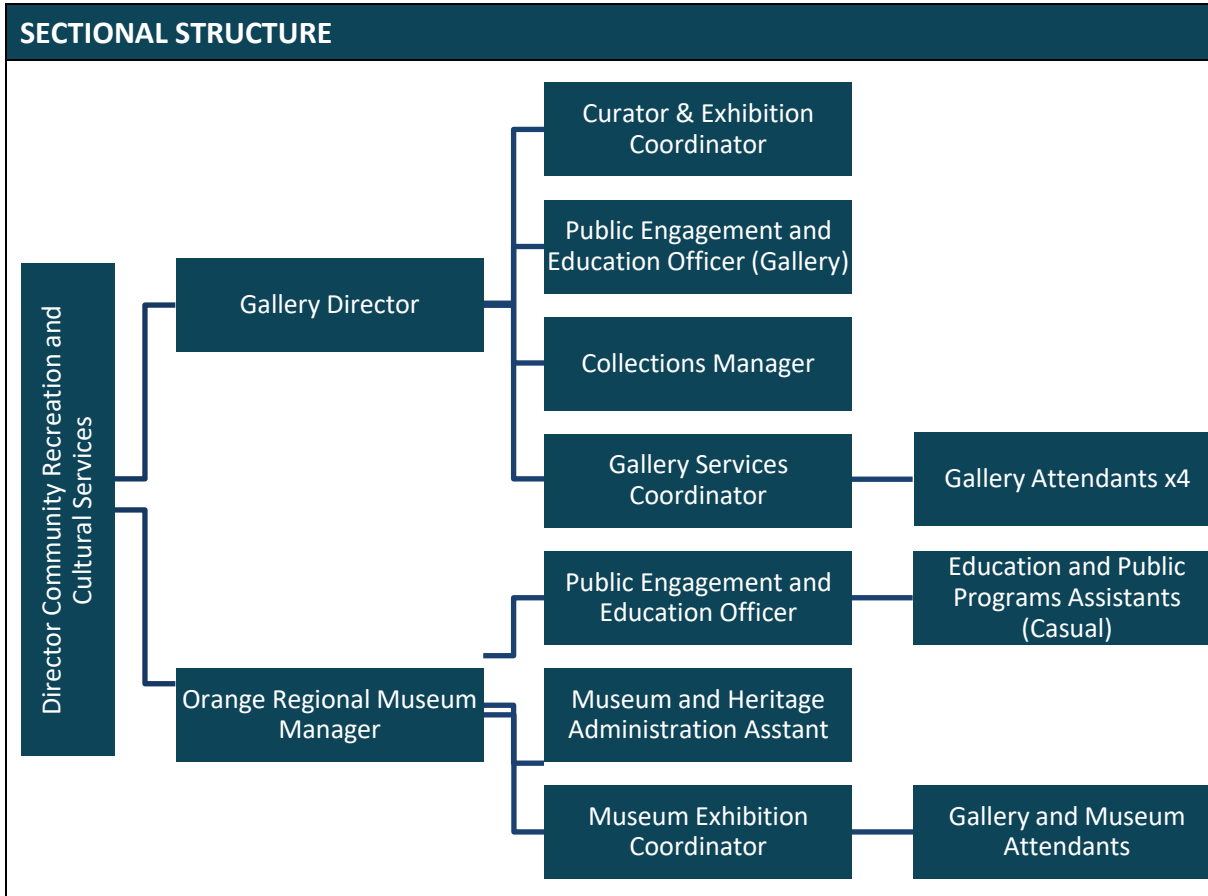 SECTIONAL STRUCTURE
Director Community Recreation and
Cultural Services
Gallery Director
Curator & Exhibition
Coordinator
Public Engagement and
Education Officer (Gallery)
Collections Manager
Gallery Services
Coordinator
Gallery Attendants x4
Orange Regional Museum
Manager
Public Engagement and
Education Officer
Education and Public
Programs Assistants
(Casual)
Museum and Heritage
Administration Asstant
Museum Exhibition
Coordinator
Gallery and Museum
Attendants